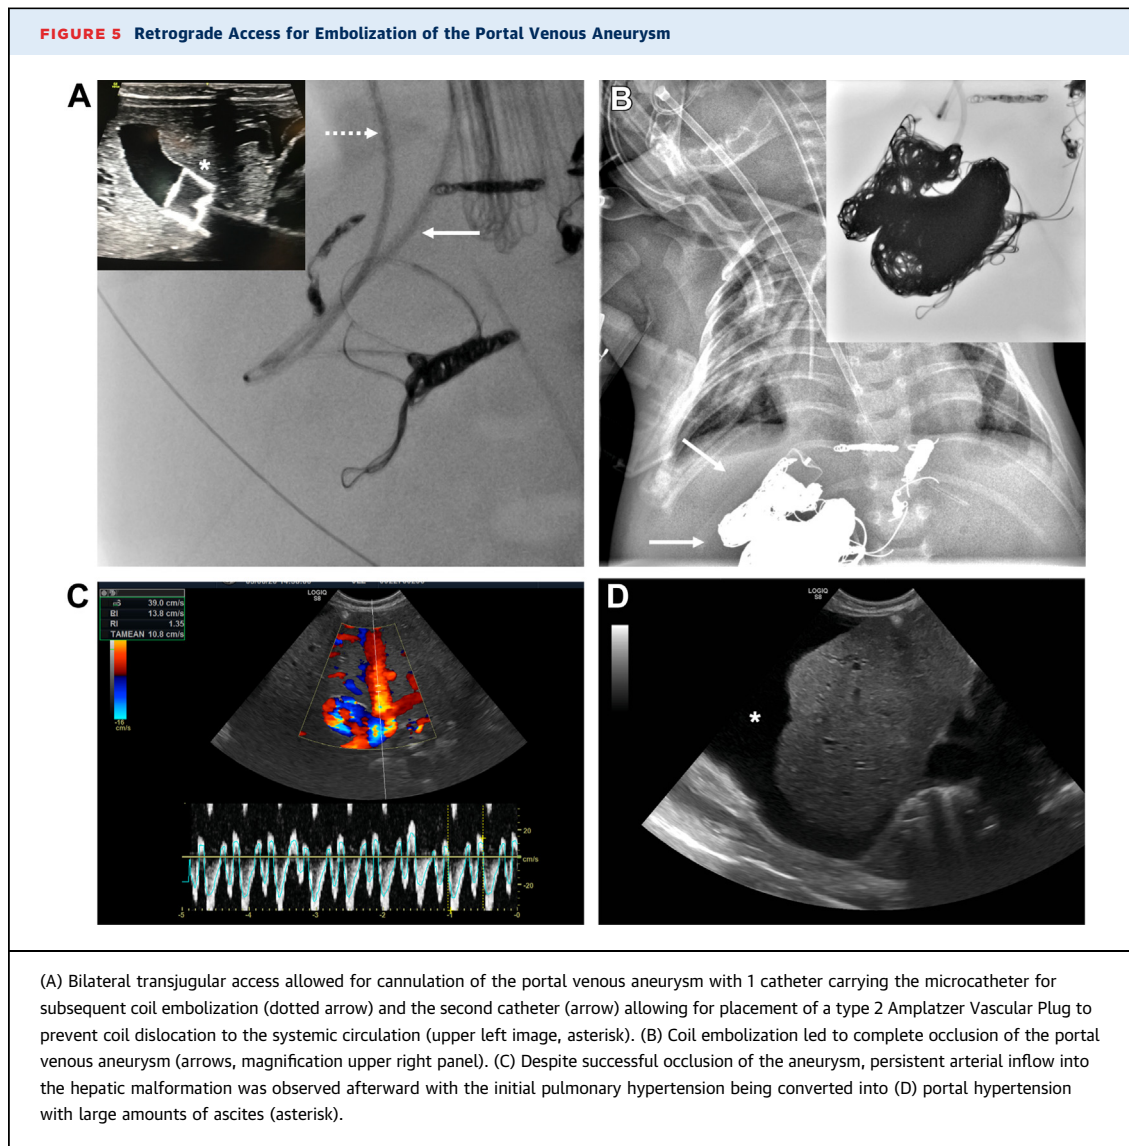 FIGURE 5 Retrograde Access for Embolization of the Portal Venous Aneurysm
A
B
C
LOGIQ
S8
39.0 cm/s
13.8 cm/s
RI 1.35
TAMEAN 10.8 cm/s
-16
cm/s
20
cm/s
-20
-5 -4 -3 -2 -1 -0
D
LOGIQ
S8
(A) Bilateral transjugular access allowed for cannulation of the portal venous aneurysm with 1 catheter carrying the microcatheter for
subsequent coil embolization (dotted arrow) and the second catheter (arrow) allowing for placement of a type 2 Amplatzer Vascular Plug to
prevent coil dislocation to the systemic circulation (upper left image, asterisk). (B) Coil embolization led to complete occlusion of the portal
venous aneurysm (arrows, magnification upper right panel). (C) Despite successful occlusion of the aneurysm, persistent arterial inflow into
the hepatic malformation was observed afterward with the initial pulmonary hypertension being converted into (D) portal hypertension
with large amounts of ascites (asterisk).